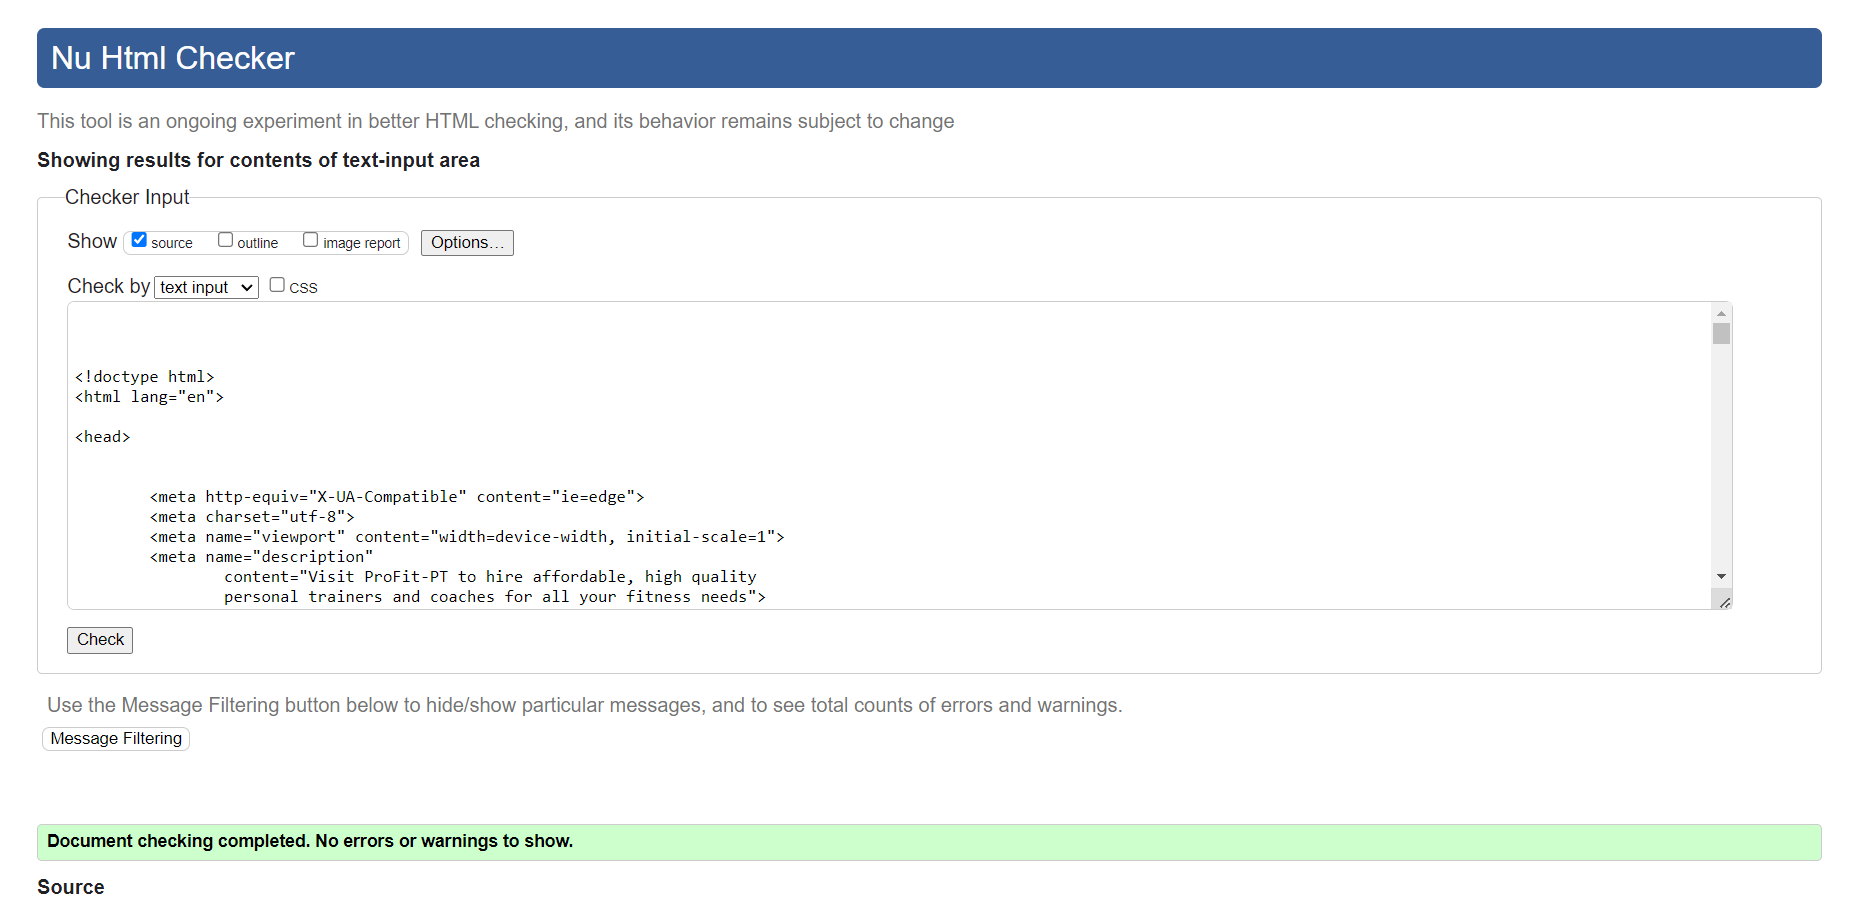 Nu Html Checker
This tool is an ongoing experiment in better HTML checking, and its behavior remains subject to change
Showing results for contents of text-input area
Checker Input
Show source outline image report Options...
Check by text input CSS
<!doctype html>
<html lang="en">
<head>
<meta http-equiv="X-UA-Compatible" content="ie=edge">
<meta charset="utf-8">
<meta name="viewport" content="width=device-width, initial-scale=1">
<meta name="description"
content="Visit ProFit-PT to hire affordable, high quality
personal trainers and coaches for all your fitness needs">
Check
Use the Message Filtering button below to hide/show particular messages, and to see total counts of errors and warnings.
Message Filtering
Document checking completed. No errors or warnings to show.
Source